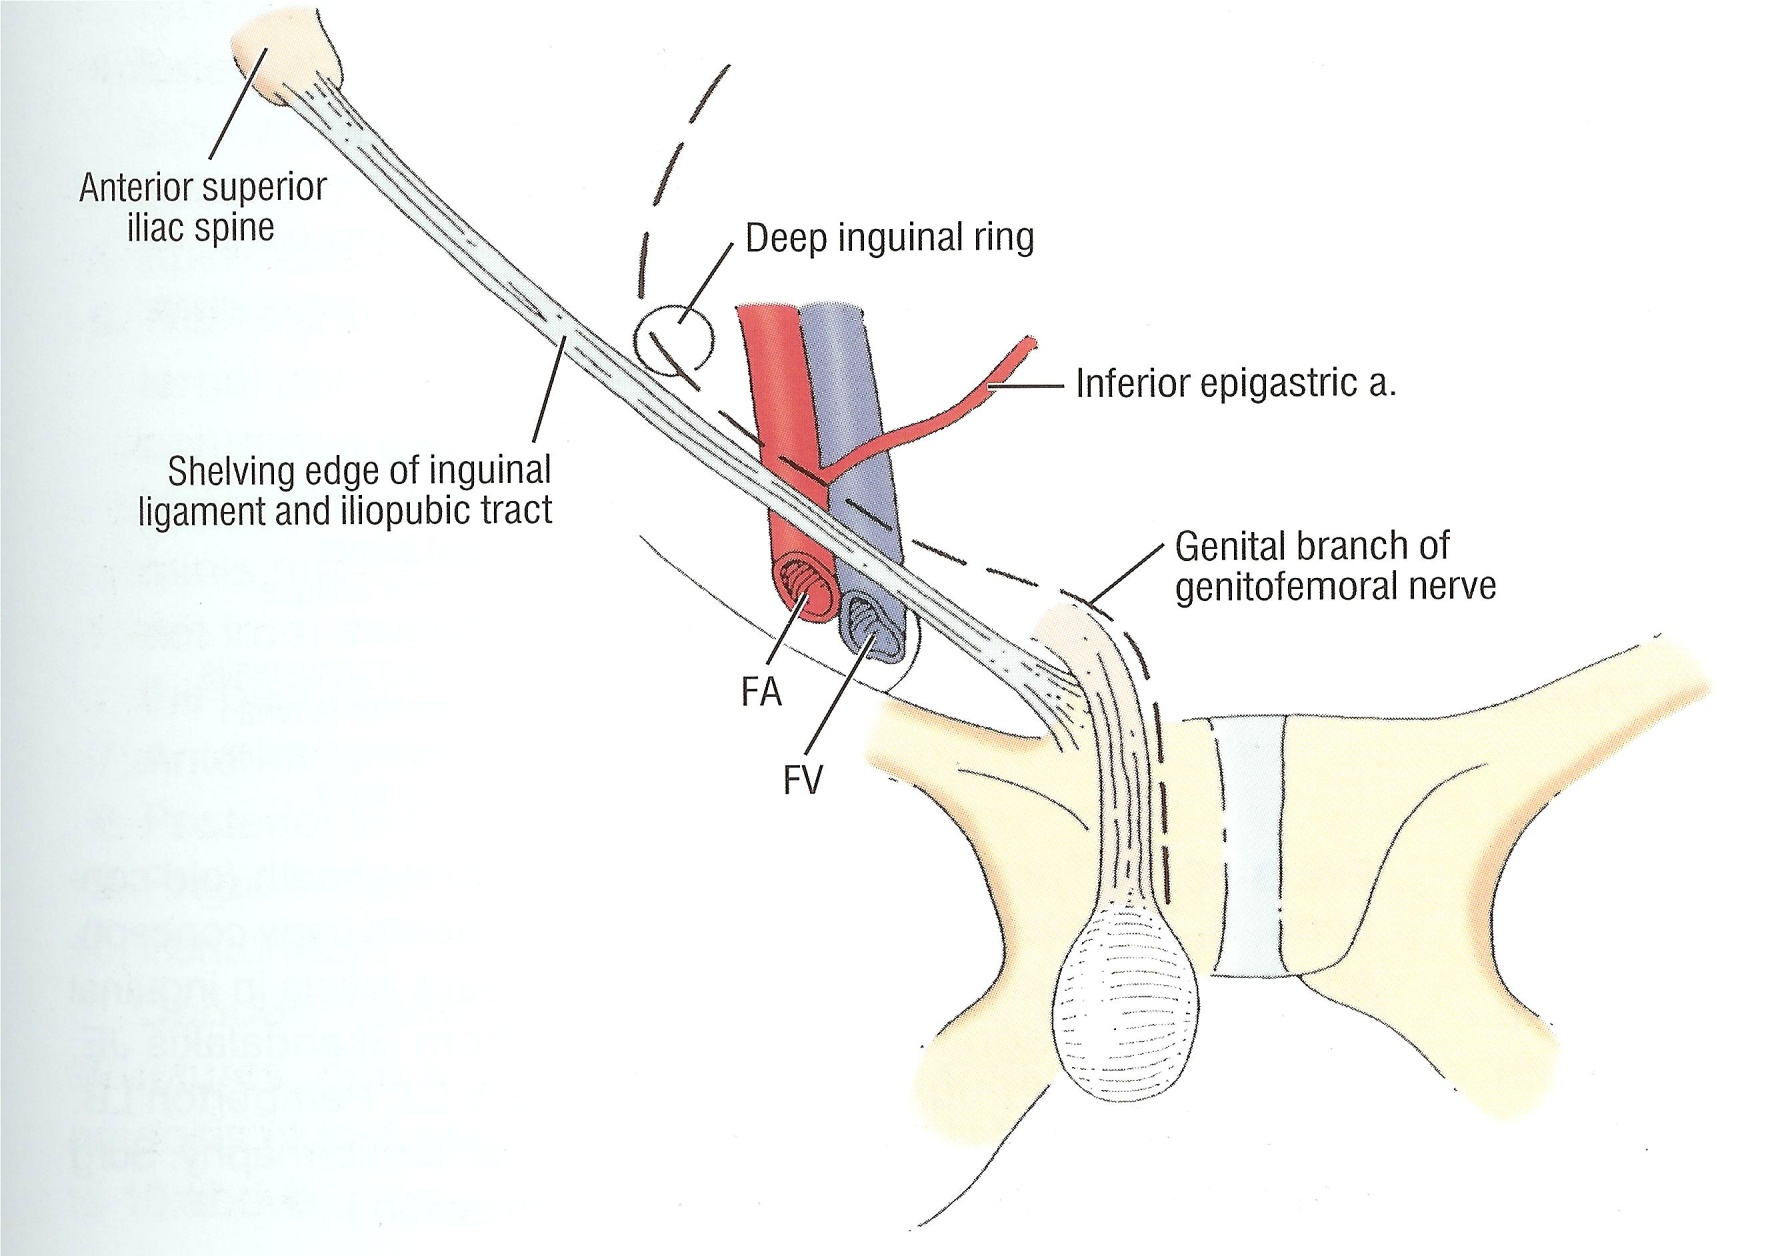 Anterior superior
iliac spine
Deep inguinal ring
Inferior epigastric a.
Shelving edge of inguinal
ligament and iliopubic tract
Genital branch of
genitofemoral nerve
FA
FV